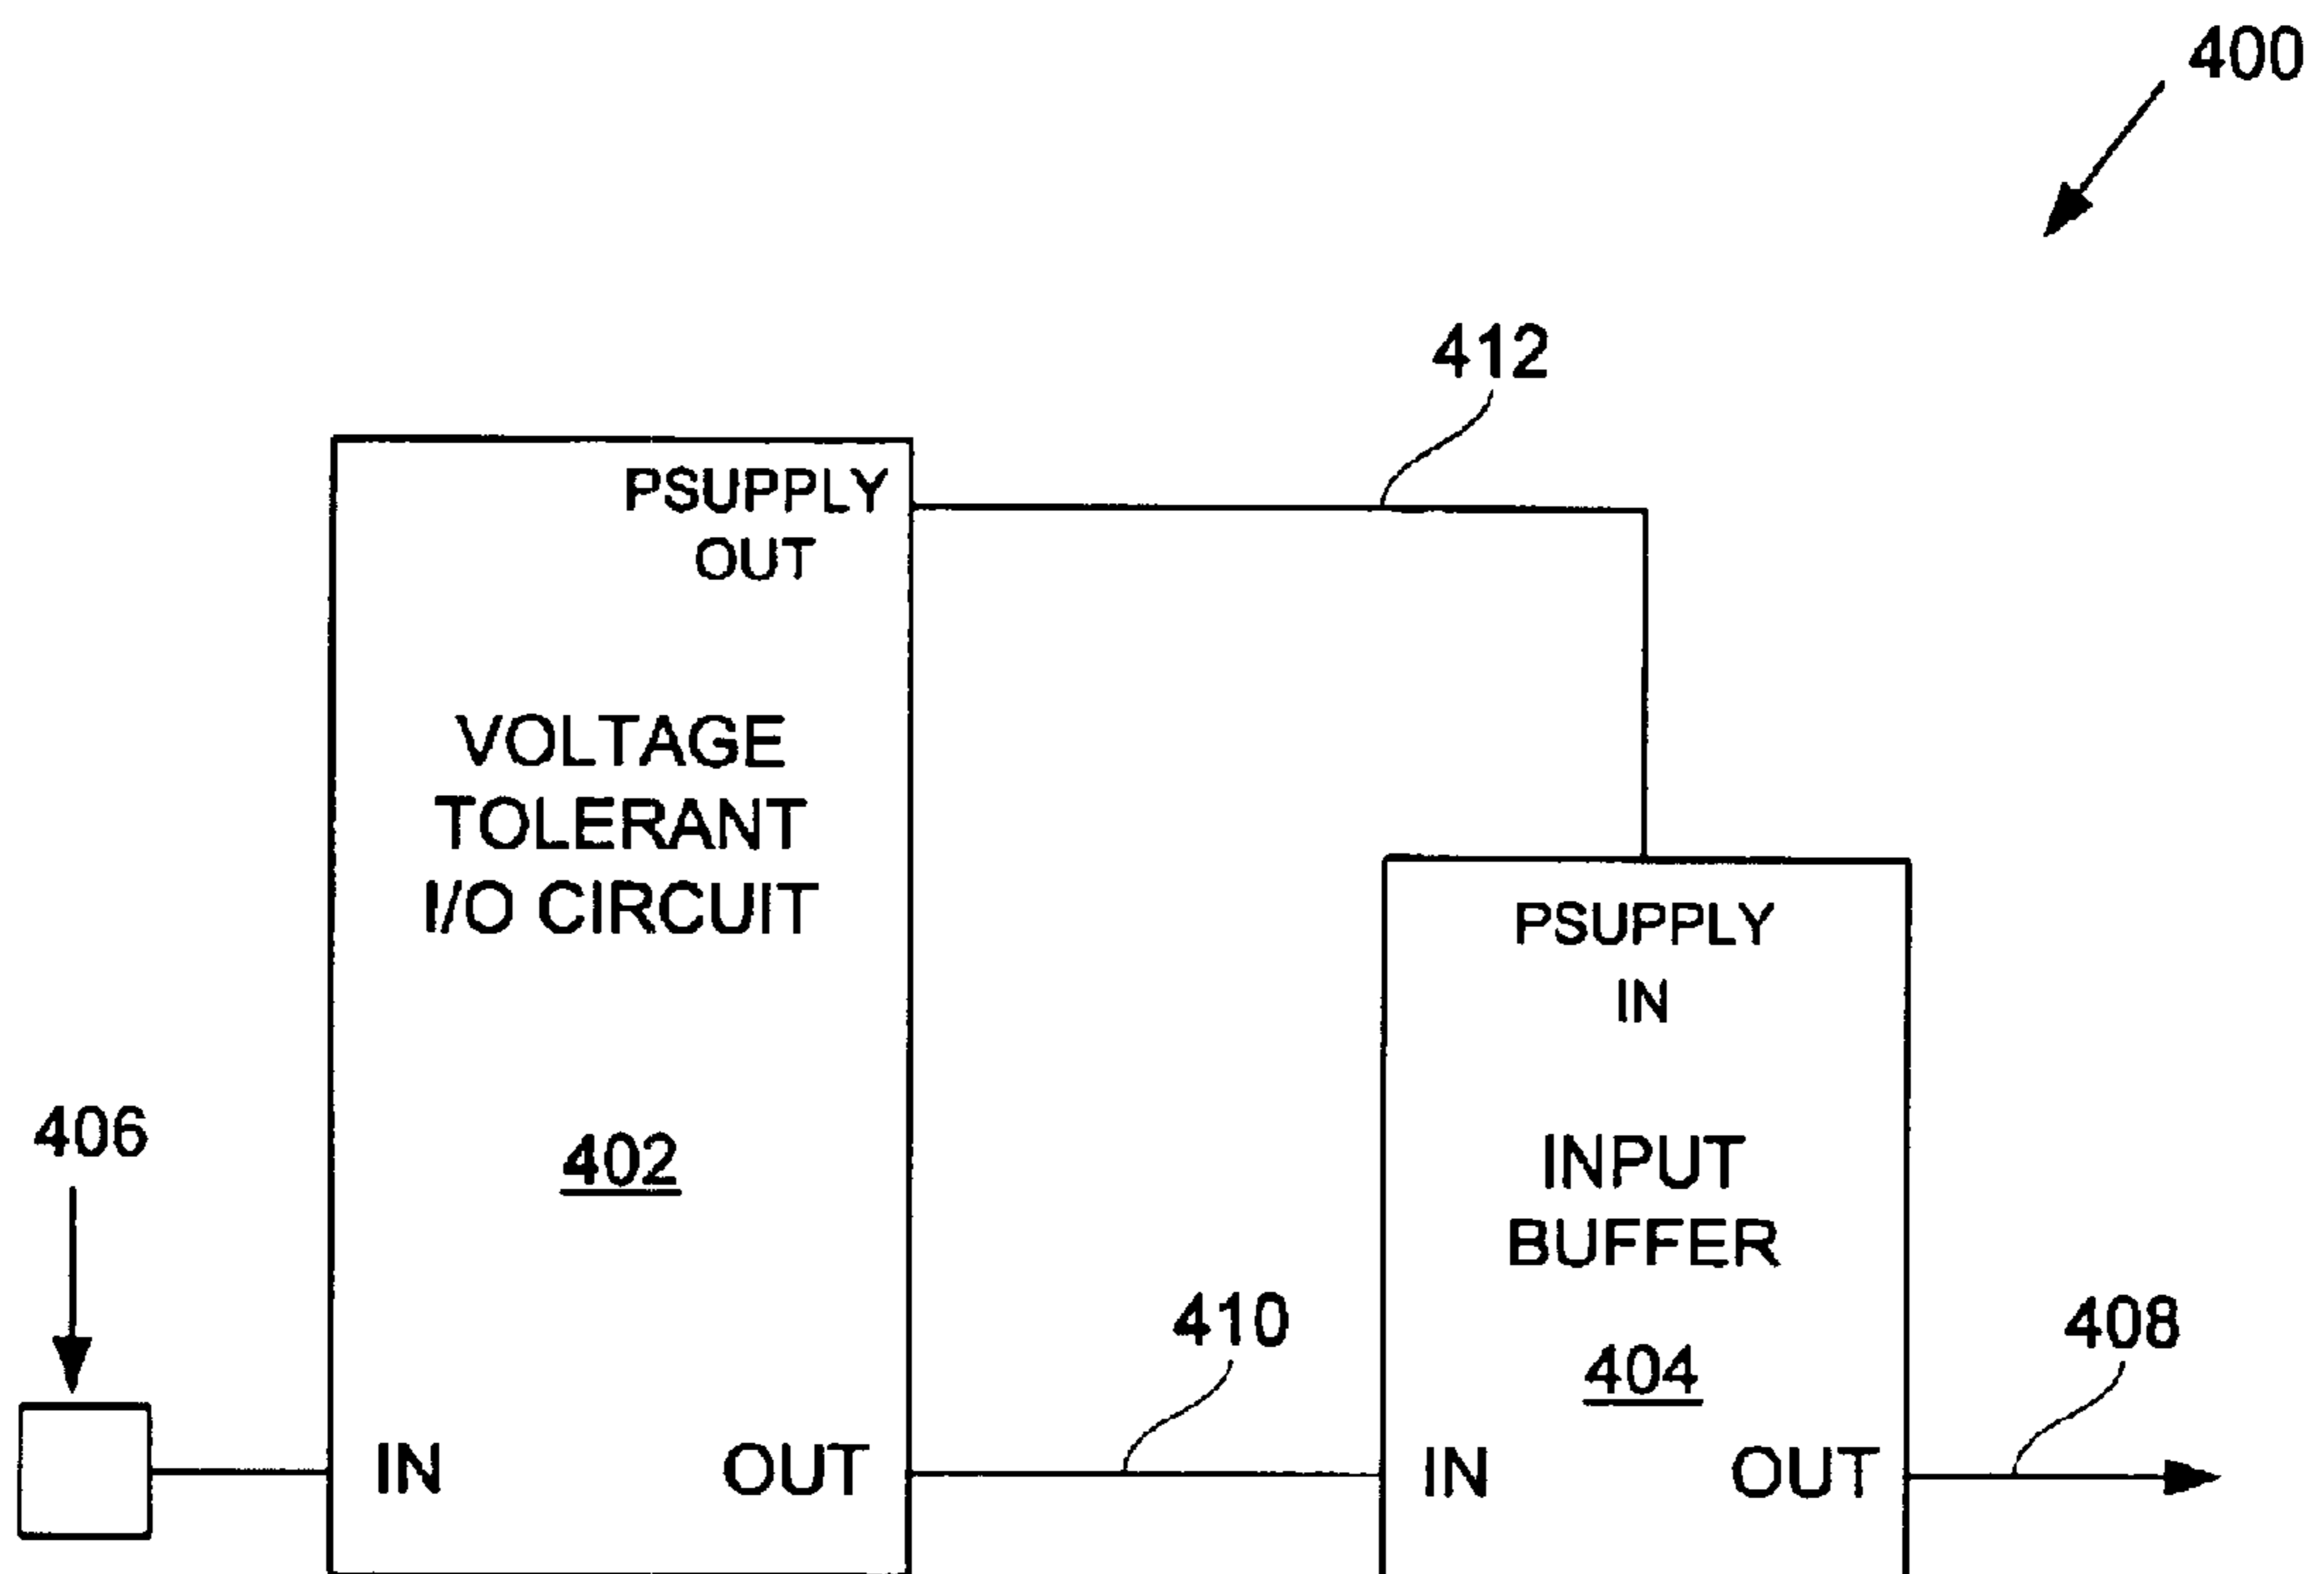 400
412
PSUPPLY
OUT
VOLTAGE
TOLERANT
I/O CIRCUIT
402
PSUPPLY
IN
INPUT
BUFFER
404
406
410
408
IN
OUT
IN
OUT